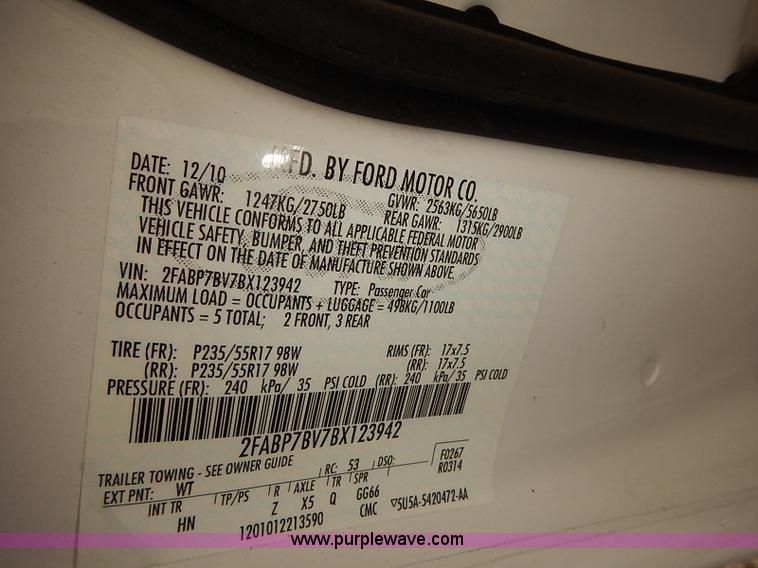 MFD. BY FORD MOTOR CO.
DATE: 12/10 GVWR: 2563KG/5650LB
FRONT GAWR: 1247KG/2750LB REAR GAWR: 1315KG/2900LB
THIS VEHICLE CONFORMS TO ALL APPLICABLE FEDERAL MOTOR
VEHICLE SAFETY, BUMPER, AND THEFT PREVENTION STANDARDS
IN EFFECT ON THE DATE OF MANUFACTURE SHOWN ABOVE.
VIN: 2FABP7BV7BX123942 TYPE: Passenger Car
MAXIMUM LOAD = OCCUPANTS + LUGGAGE = 498KG/1100LB
OCCUPANTS = 5 TOTAL; 2 FRONT, 3 REAR
TIRE (FR): P235/55R17 98W RIMS (FR): 17x7.5
(RR): P235/55R17 98W (RR): 17x7.5
PRESSURE (FR): 240 kPa/ 35 PSI COLD (RR): 240 kPa/ 35 PSI COLD
2FABP7BV7BX123942
TRAILER TOWING - SEE OWNER GUIDE RC: 53 DSO: F0267
EXT PNT: WT R0314
INT TR TP/PS R AXLE TR SPR
HN Z X5 Q GG66
1201012213590 CMC 5U5A-5420472-AA
www.purplewave.com